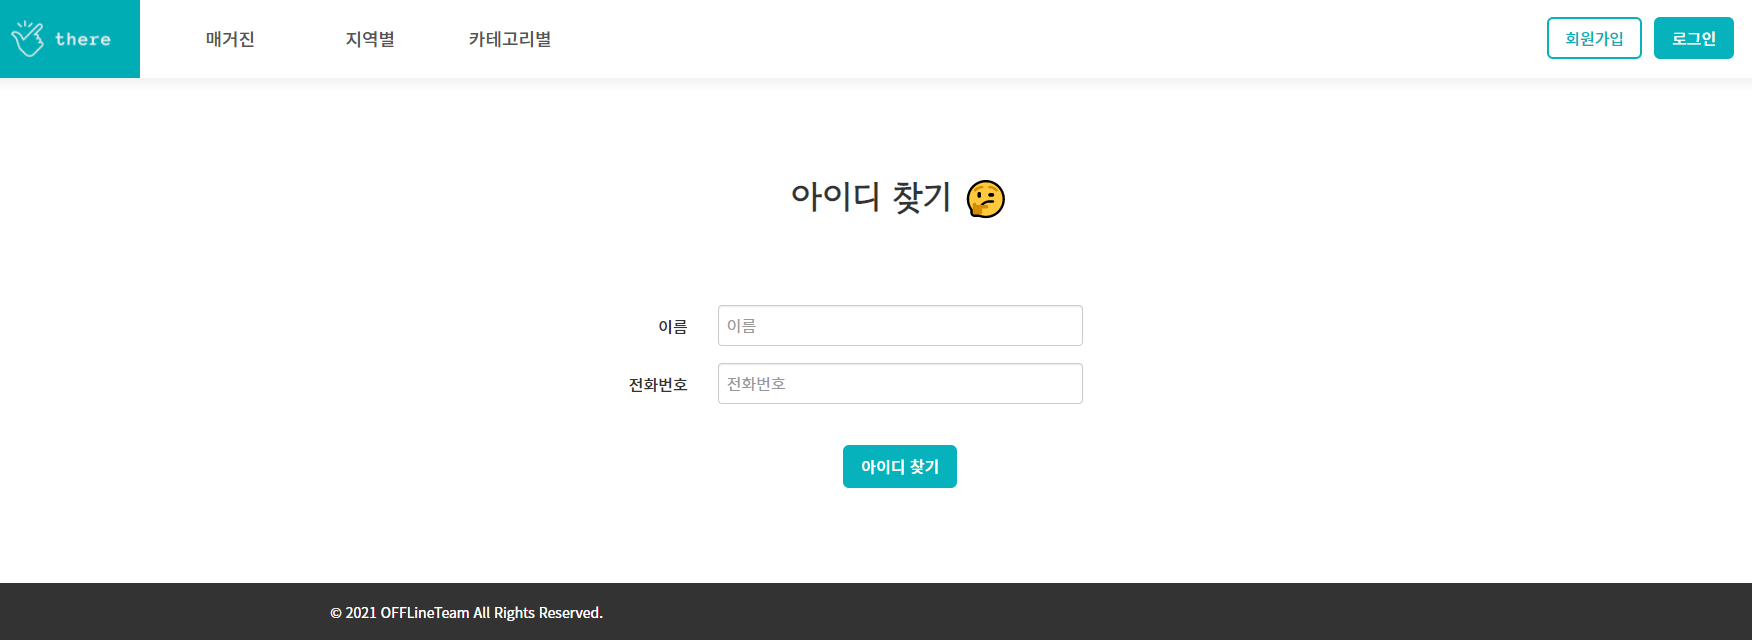 there
매거진
지역별
카테고리별
회원가입
로그인
아이디 찾기 🤔
이름
이름
전화번호
전화번호
아이디 찾기
© 2021 OFFLineTeam All Rights Reserved.